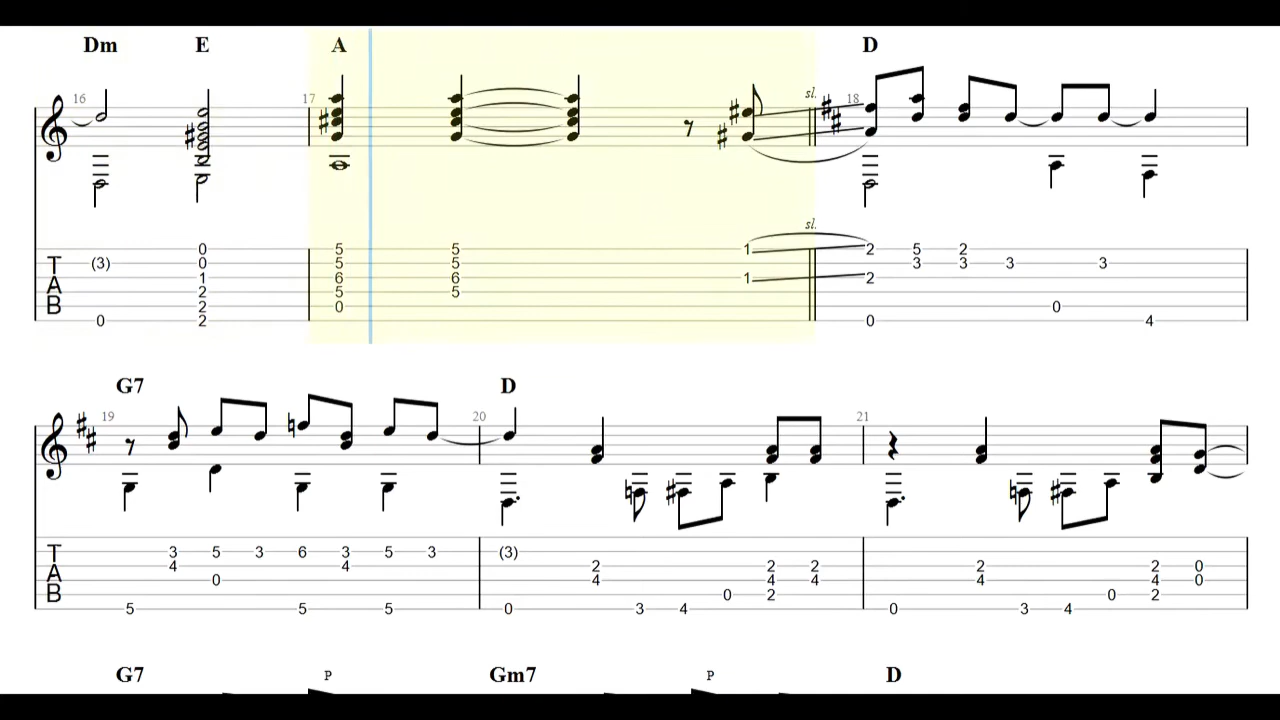 Dm E A D
16 17 sl. 18
sl.
0 5 5 1 2 5 2
T (3) 0 5 5 3 3 3 3
A 1 6 6 1 2
2 5 5
B 2 0 0
0 2 0 4
G7 D
19 20 21
T 3 5 3 6 3 5 3 (3)
4 4 2 2 2 2 2 0
A 0 4 4 4 4 4 0
B 0 2 0 2
5 5 5 0 3 4 0 3 4
G7 P Gm7 P D